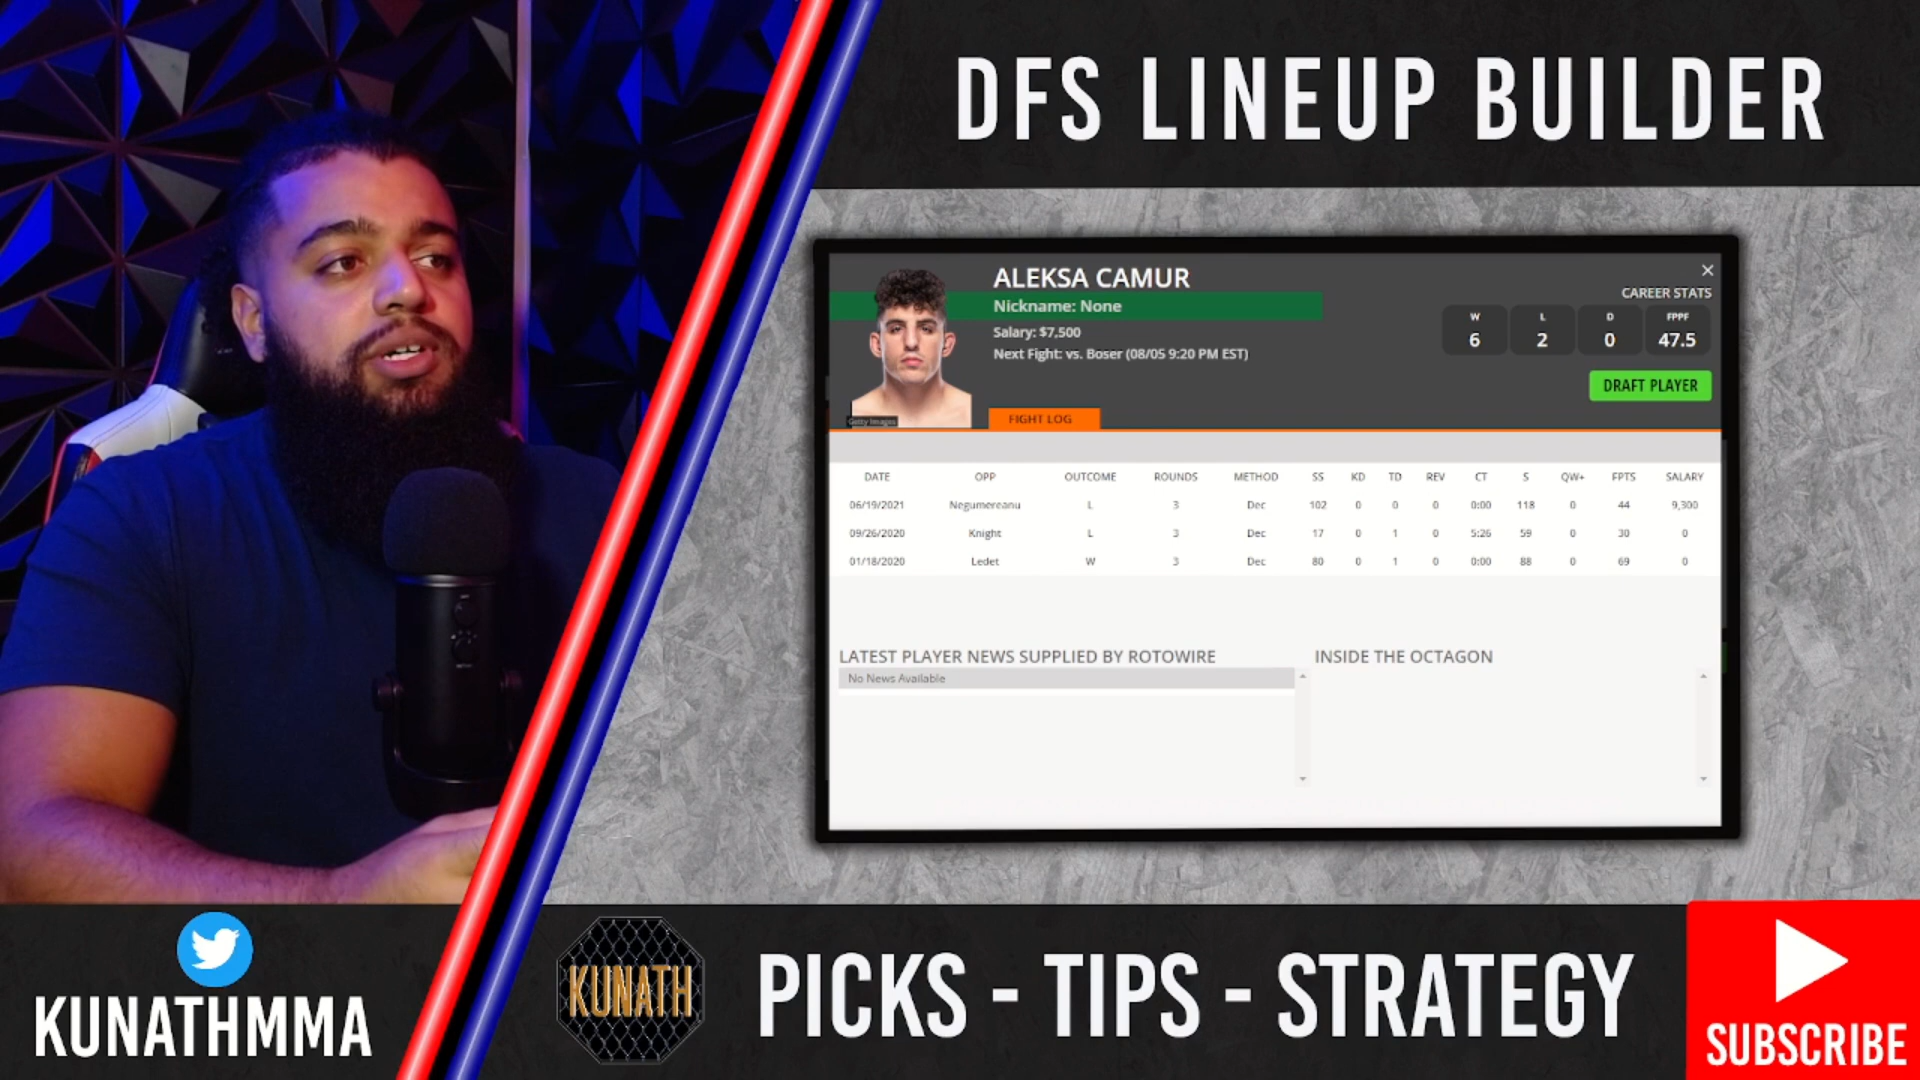 DFS LINEUP BUILDER
ALEKSA CAMUR
Nickname: None
Salary: $7,500
Next Fight: vs. Boser (08/05 9:20 PM EST)
CAREER STATS
W L D FPPF
6 2 0 47.5
DRAFT PLAYER
Getty Images
FIGHT LOG
DATE OPP OUTCOME ROUNDS METHOD SS KD TD REV CT S QW+ FPTS SALARY
06/19/2021 Negumereanu L 3 Dec 102 0 0 0 0:00 118 0 44 9,300
09/26/2020 Knight L 3 Dec 17 0 1 0 5:26 59 0 30 0
01/18/2020 Ledet W 3 Dec 80 0 1 0 0:00 88 0 69 0
LATEST PLAYER NEWS SUPPLIED BY ROTOWIRE
No News Available
INSIDE THE OCTAGON
KUNATHMMA
KUNATH
PICKS - TIPS - STRATEGY
SUBSCRIBE